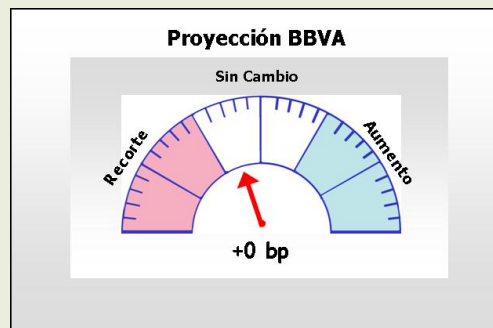 Proyección BBVA
Sin Cambio
Recorte
Aumento
+0 bp